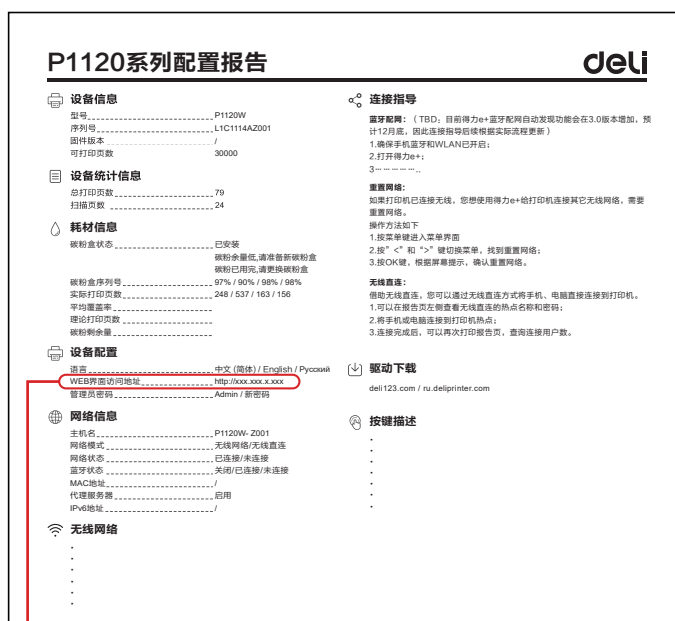 P1120系列配置报告
deli
设备信息
型号 P1120W
序列号 L1C1114AZ001
固件版本 /
可打印页数 30000
设备统计信息
总打印页数 79
扫描页数 24
耗材信息
碳粉盒状态 已安装
碳粉余量低,请准备新碳粉盒
碳粉已用完,请更换碳粉盒
碳粉盒序列号 97% / 90% / 98% / 98%
实际打印页数 248 / 537 / 163 / 156
平均覆盖率
理论打印页数
碳粉剩余量
设备配置
语言 中文 (简体) / English / Русский
WEB界面访问地址 http://xxx.xxx.x.xxx
管理员密码 Admin / 新密码
网络信息
主机名 P1120W- Z001
网络模式 无线网络/无线直连
网络状态 已连接/未连接
蓝牙状态 关闭/已连接/未连接
MAC地址 /
代理服务器 启用
IPv6地址 /
无线网络
连接指导
蓝牙配网：（ TBD：目前得力e+蓝牙配网自动发现功能会在3.0版本增加，预
计12月底，因此连接指导后续根据实际流程更新 ）
1.确保手机蓝牙和WLAN已开启；
2.打开得力e+；
3……………..
重置网络：
如果打印机已连接无线，您想使用得力e+给打印机连接其它无线网络，需要
重置网络。
操作方法如下
1.按菜单键进入菜单界面
2.按” <” 和 “>” 键切换菜单，找到重置网络；
3.按OK键，根据屏幕提示，确认重置网络。
无线直连：
借助无线直连，您可以通过无线直连方式将手机、电脑直接连接到打印机。
1.可以在报告页左侧查看无线直连的热点名称和密码；
2.将手机或电脑连接到打印机热点；
3.连接完成后，可以再次打印报告页，查询连接用户数。
驱动下载
deli123.com / ru.deliprinter.com
按键描述